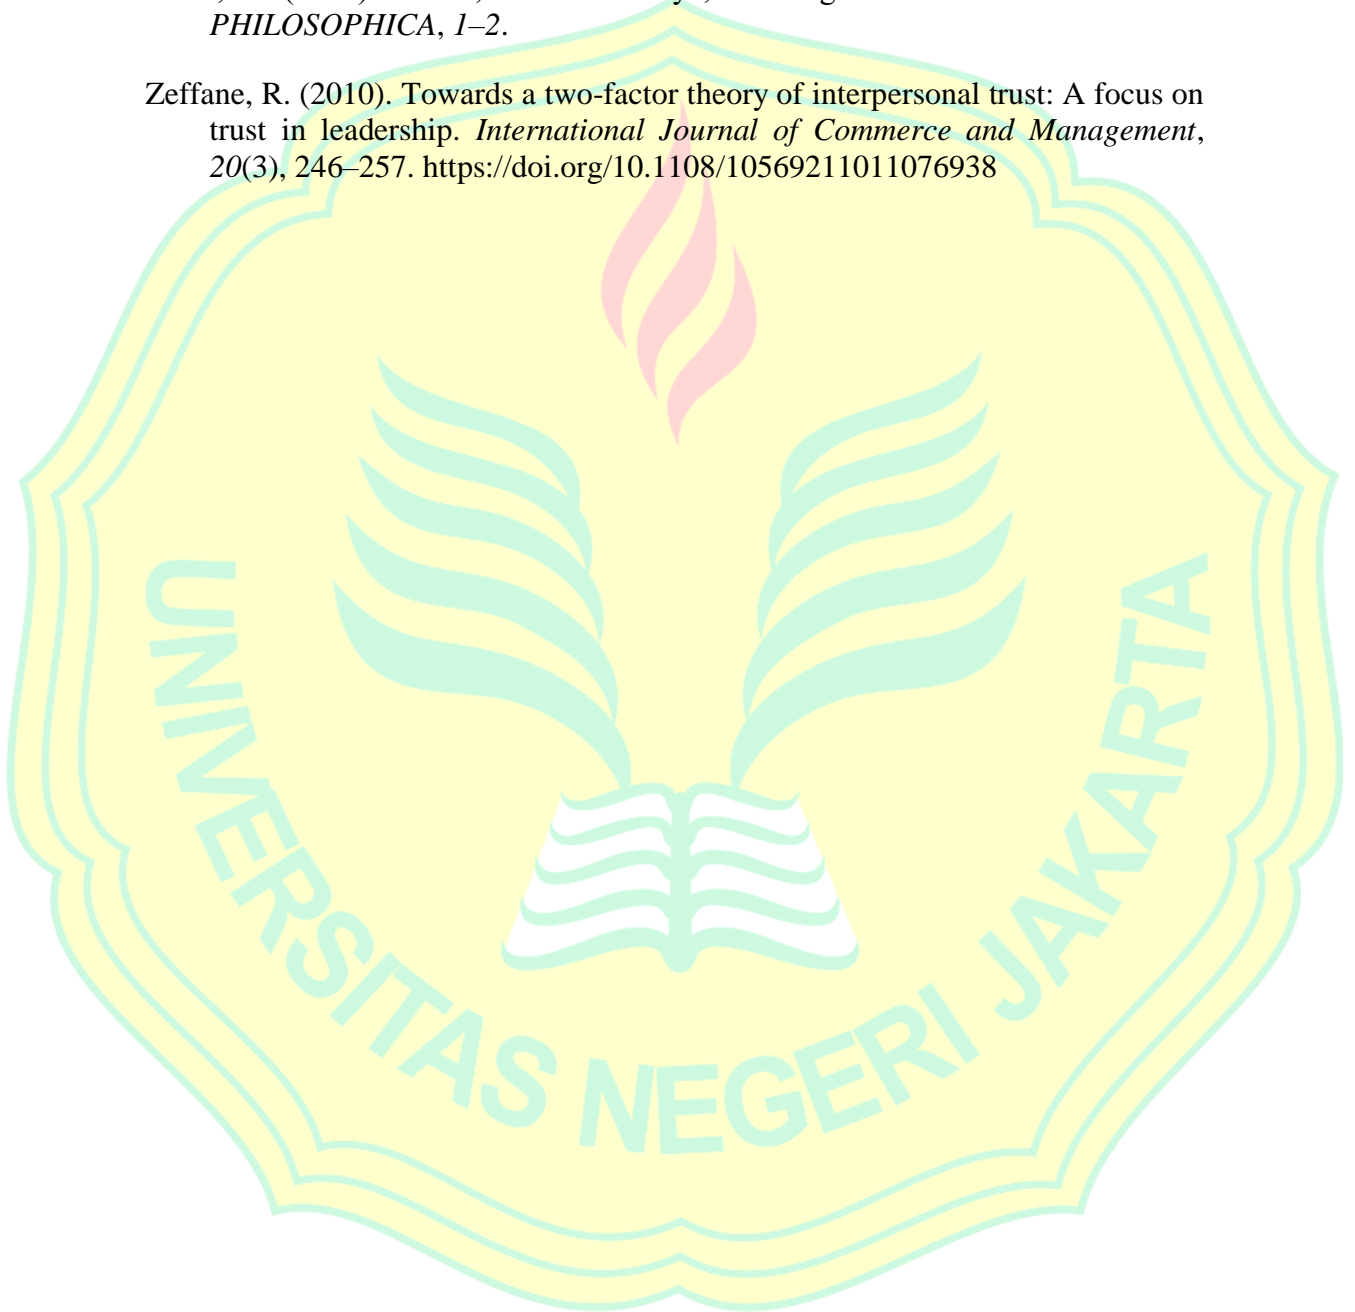 PHILOSOPHICA, 1–2.
Zeffane, R. (2010). Towards a two-factor theory of interpersonal trust: A focus on
trust in leadership. International Journal of Commerce and Management,
20(3), 246–257. https://doi.org/10.1108/10569211011076938
UNIVERSITAS NEGERI JAKARTA